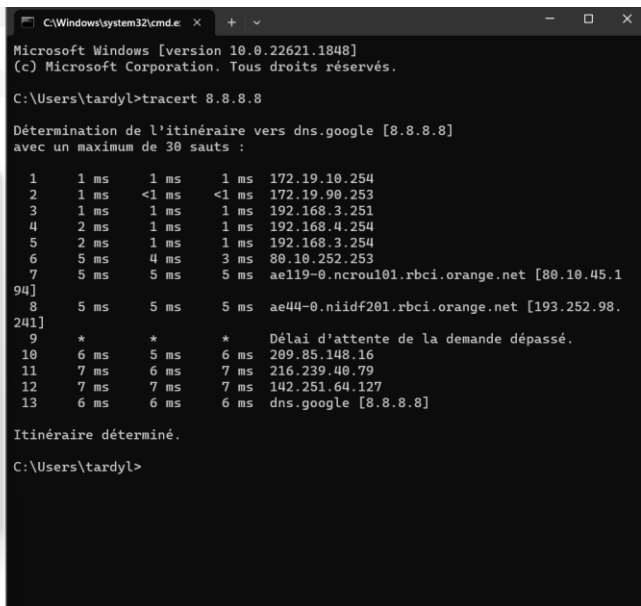 C:\Windows\system32\cmd.e:
Microsoft Windows [version 10.0.22621.1848]
(c) Microsoft Corporation. Tous droits réservés.
C:\Users\tardyl>tracert 8.8.8.8
Détermination de l'itinéraire vers dns.google [8.8.8.8]
avec un maximum de 30 sauts :
1 1 ms 1 ms 1 ms 172.19.10.254
2 1 ms <1 ms <1 ms 172.19.90.253
3 1 ms 1 ms 1 ms 192.168.3.251
4 2 ms 1 ms 1 ms 192.168.4.254
5 2 ms 1 ms 1 ms 192.168.3.254
6 5 ms 4 ms 3 ms 80.10.252.253
7 5 ms 5 ms 5 ms ae119-0.ncrou101.rbci.orange.net [80.10.45.1
94]
8 5 ms 5 ms 5 ms ae44-0.niidf201.rbci.orange.net [193.252.98.
241]
9 * * * Délai d'attente de la demande dépassé.
10 6 ms 5 ms 6 ms 209.85.148.16
11 7 ms 6 ms 7 ms 216.239.40.79
12 7 ms 7 ms 7 ms 142.251.64.127
13 6 ms 6 ms 6 ms dns.google [8.8.8.8]
Itinéraire déterminé.
C:\Users\tardyl>